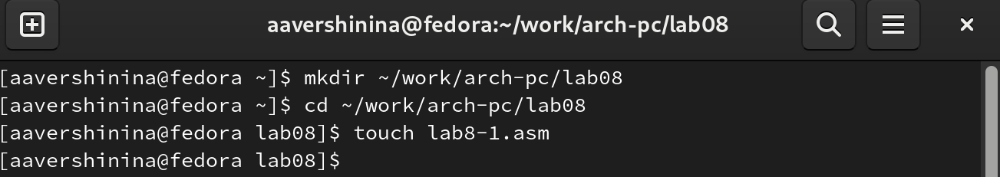 aavershinina@fedora:~/work/arch-pc/lab08
[aavershinina@fedora ~]$ mkdir ~/work/arch-pc/lab08
[aavershinina@fedora ~]$ cd ~/work/arch-pc/lab08
[aavershinina@fedora lab08]$ touch lab8-1.asm
[aavershinina@fedora lab08]$